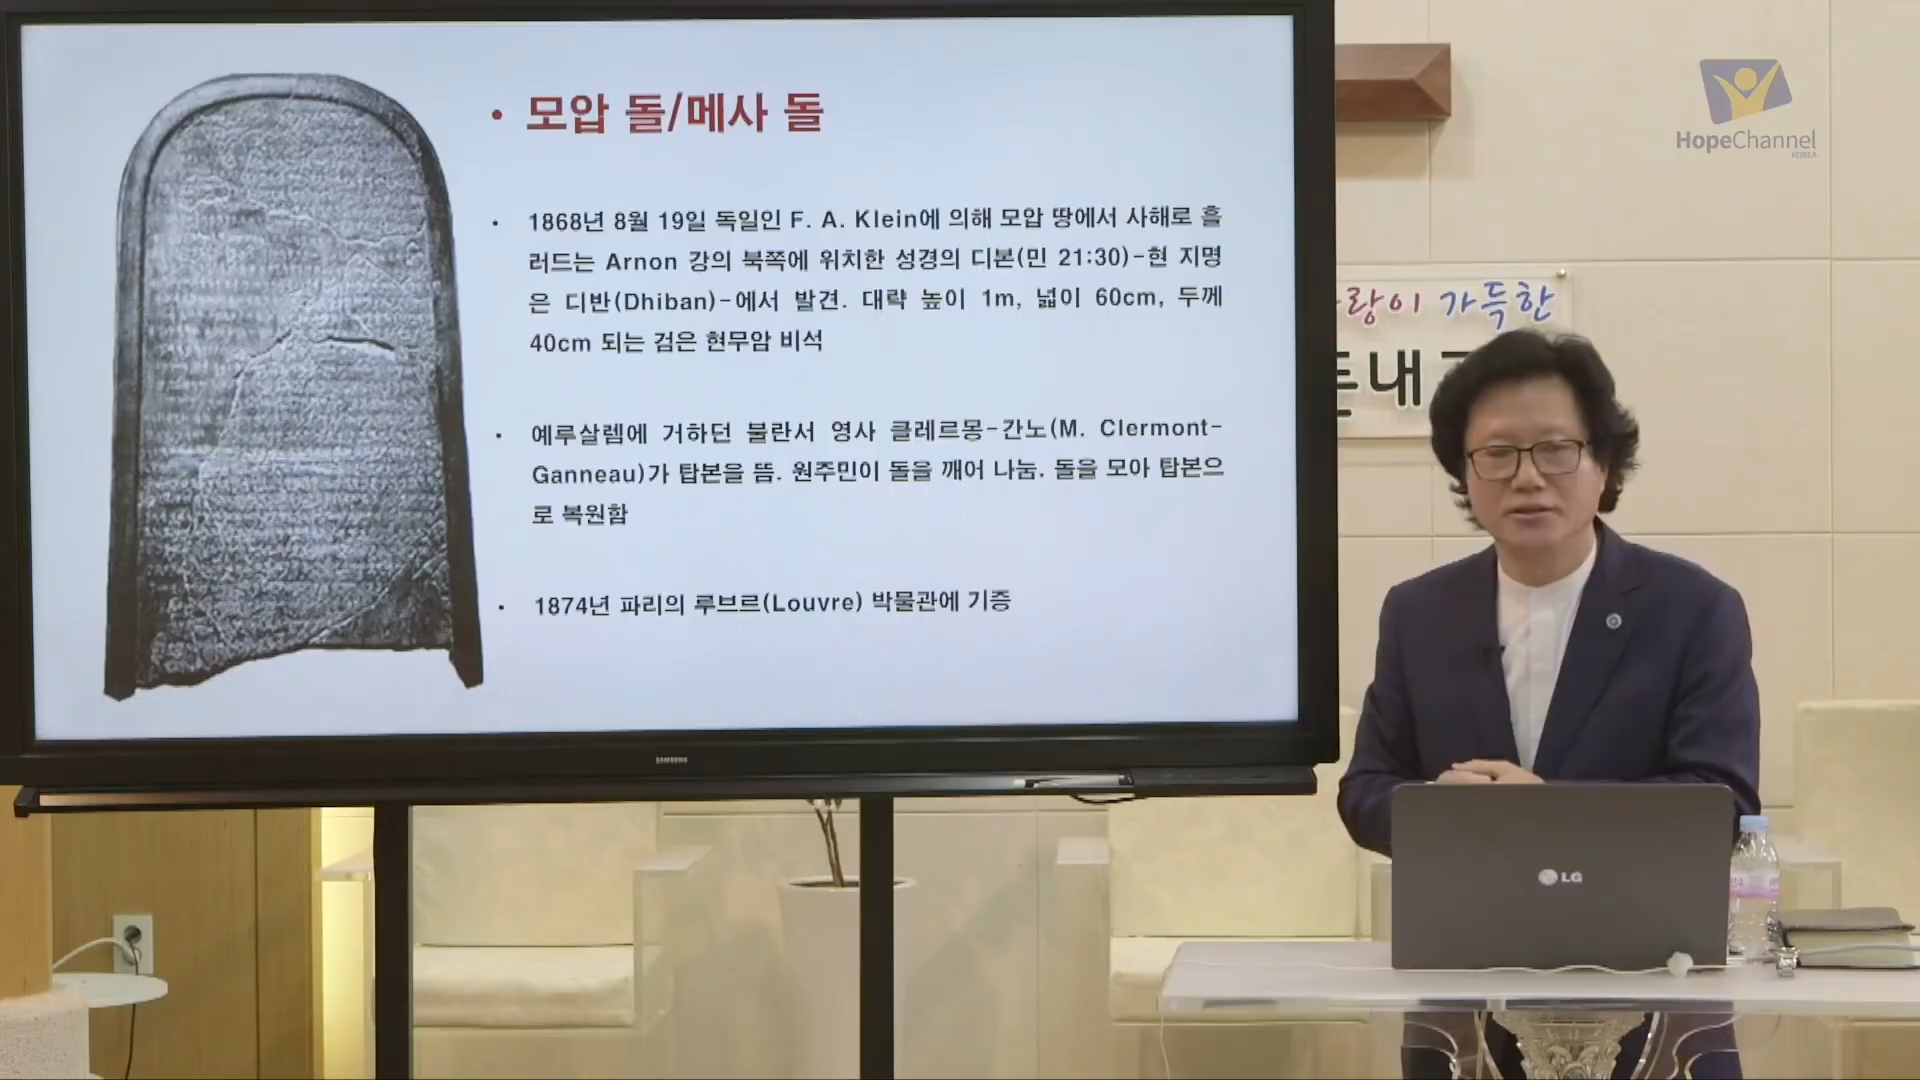 • 모압 돌/메사 돌
• 1868년 8월 19일 독일인 F. A. Klein에 의해 모압 땅에서 사해로 흘
러드는 Arnon 강의 북쪽에 위치한 성경의 디본(민 21:30)-현 지명
은 디반(Dhiban)-에서 발견. 대략 높이 1m, 넓이 60cm, 두께
40cm 되는 검은 현무암 비석
• 예루살렘에 거하던 불란서 영사 클레르몽-간노(M. Clermont-
Ganneau)가 탑본을 뜸. 원주민이 돌을 깨어 나눔. 돌을 모아 탑본으
로 복원함
• 1874년 파리의 루브르(Louvre) 박물관에 기증
SAMSUNG
HopeChannel
KOREA
가득한
LG